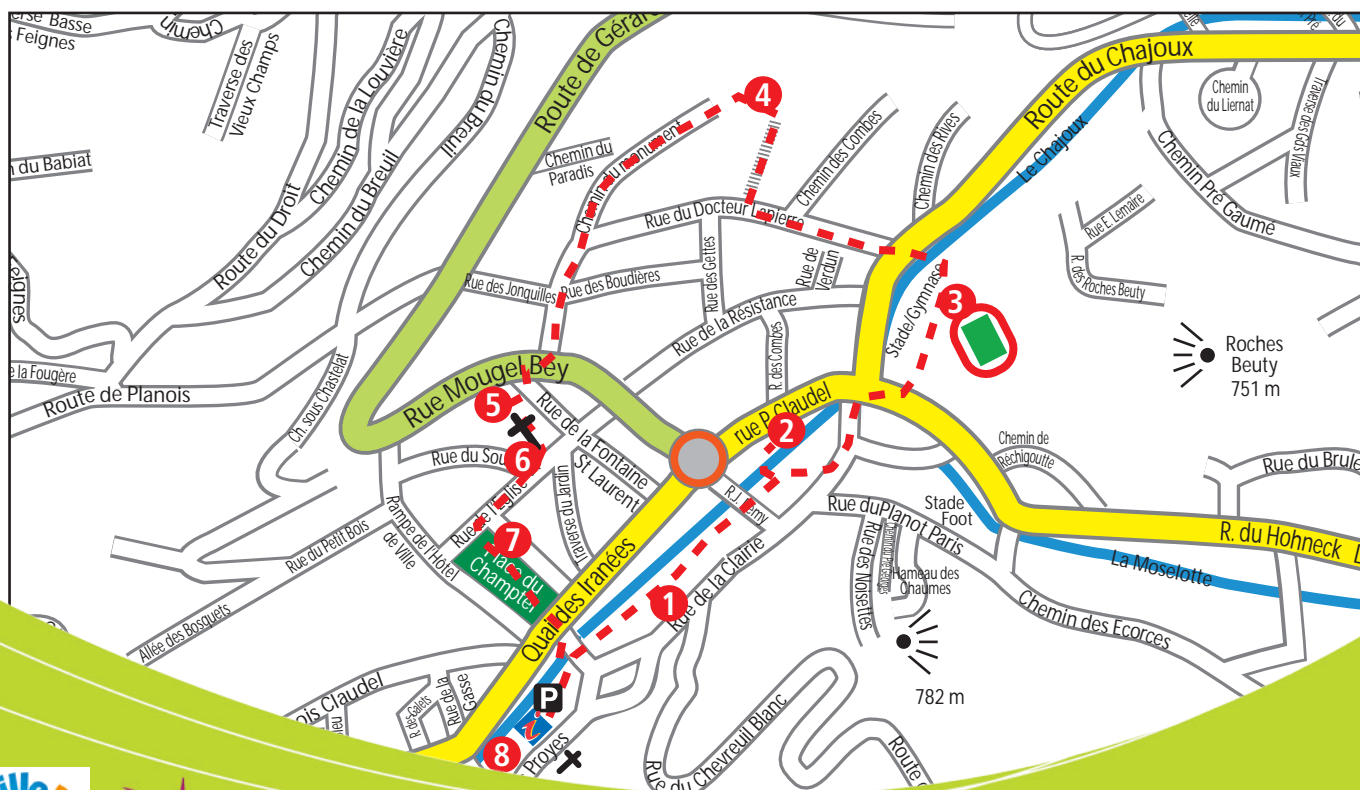 Basse
Feignes
Chemin
Traverse des
Vieux Champs
Chemin de la Louvière
Chemin du Breuil
Route de
Route du Chajoux
Chemin
du Liernat
Traverse des Gds Viaux
4
du Babiat
Chemin du
Paradis
Chemin du monument
Chemin des Combes
Chemin des Rives
Le Chajoux
Chemin Pré Gaumé
Route du Droit
Chemin du Breuil
Rue du Docteur Lapierre
Rue E. Lemaire
R. des Roches Beuty
Rue des Jonquilles
Rue des Boudières
Rue des Gettes
Rue de
Verdun
Stade/Gymnase
3
Rue de la Résistance
R. des Combes
Roches
Beuty
751 m
la Fougère
Route de Planois
Ch. sous Chastelat
Rue Mougel Bey
5
Rue de la Fontaine
St Laurent
rue P. Claudel
2
Rue du
6
Rue de l'Eglise
Traverse du Jardin
R.J. Remy
Chemin de
Réchigoutte
Rue du
Stade
Foot
R. du Hohneck
La Moselotte
Rue du Planot Paris
Rue des Noisettes
Hameau des
Chaumes
Rue du Petit Bois
Rampe de l'Hôtel
de Ville
7
Place du
Champtel
Quai des Iranées
1
Rue de la Clairie
Chemin des Ecorces
Allée des Bosquets
782 m
Claudel
R des Galets
Rue de la
Gasse
P
i
8
Proyes
Rue du Chevreuil Blanc
Route